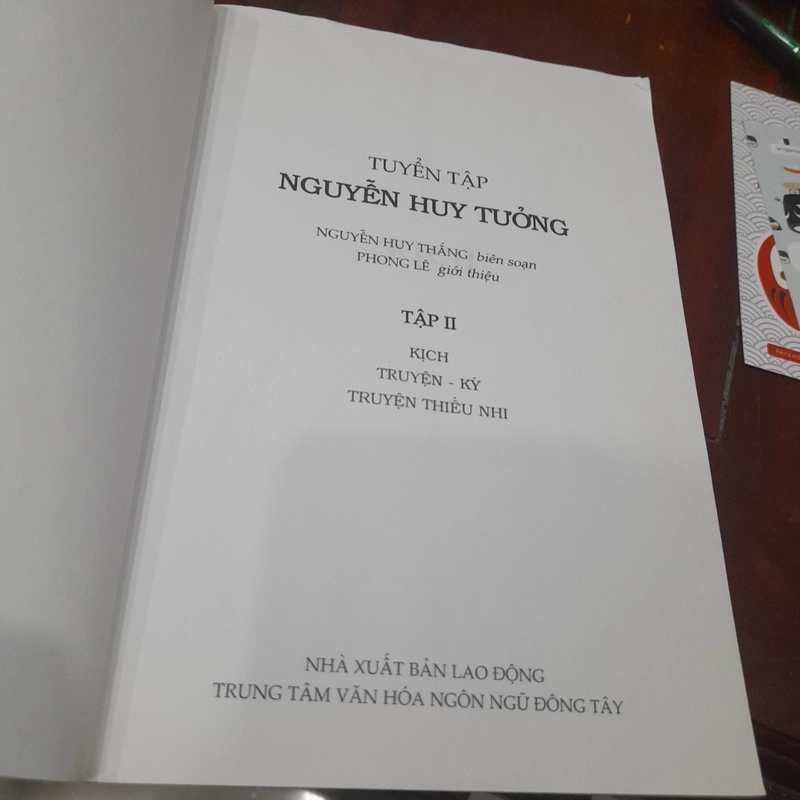 TUYỂN TẬP
NGUYỄN HUY TƯỞNG
NGUYỄN HUY THẮNG biên soạn
PHONG LÊ giới thiệu
TẬP II
KỊCH
TRUYỆN - KÝ
TRUYỆN THIẾU NHI
NHÀ XUẤT BẢN LAO ĐỘNG
TRUNG TÂM VĂN HÓA NGÔN NGỮ ĐÔNG TÂY